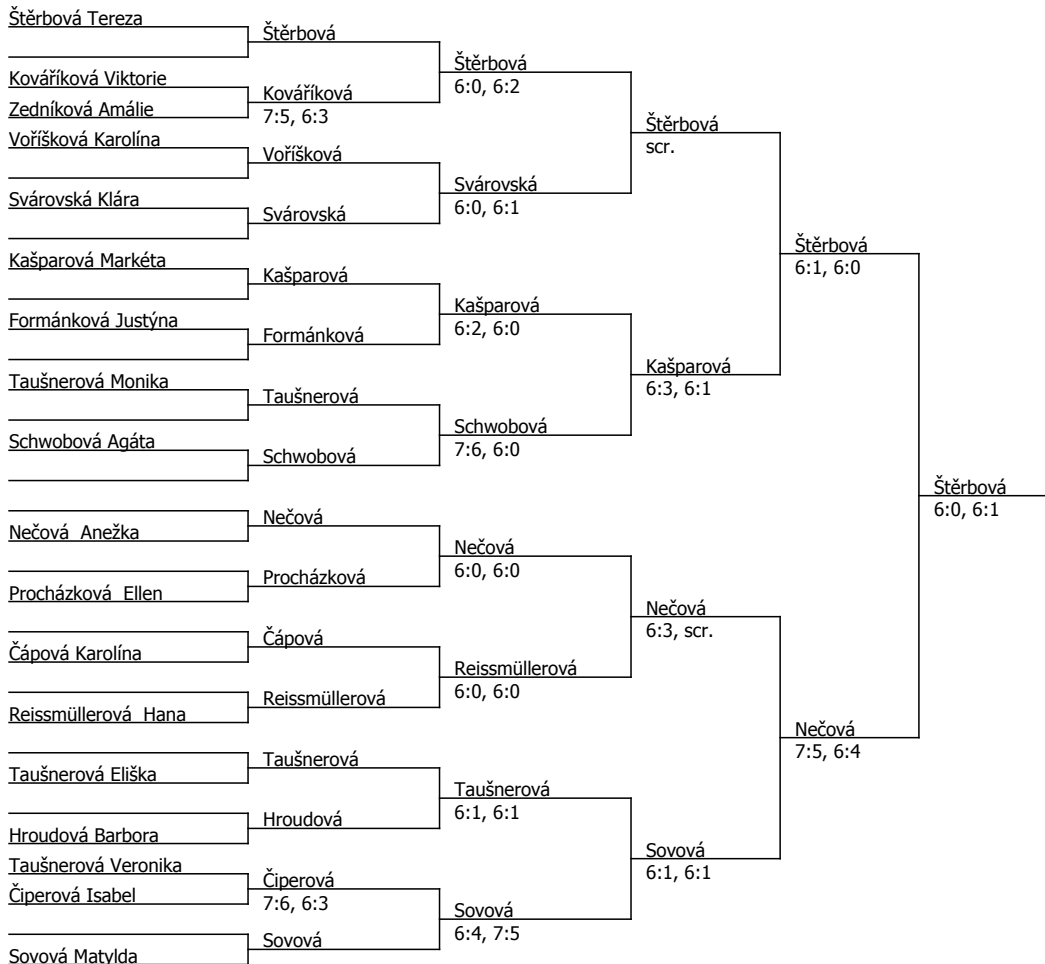 Štěrbová Tereza
Štěrbová
Štěrbová
6:0, 6:2
Kováříková Viktorie
Kováříková
7:5, 6:3
Zedníková Amálie
Štěrbová
scr.
Voříšková Karolína
Voříšková
Svárovská
6:0, 6:1
Svárovská Klára
Svárovská
Štěrbová
6:1, 6:0
Kašparová Markéta
Kašparová
Kašparová
6:2, 6:0
Formánková Justýna
Formánková
Kašparová
6:3, 6:1
Taušnerová Monika
Taušnerová
Schwobová
7:6, 6:0
Schwobová Agáta
Schwobová
Štěrbová
6:0, 6:1
Nečová
Nečová Anežka
Nečová
6:0, 6:0
Procházková
Procházková Ellen
Nečová
6:3, scr.
Čápová
Čápová Karolína
Reissmüllerová
6:0, 6:0
Reissmüllerová
Reissmüllerová Hana
Nečová
7:5, 6:4
Taušnerová
Taušnerová Eliška
Taušnerová
6:1, 6:1
Hroudová
Hroudová Barbora
Sovová
6:1, 6:1
Taušnerová Veronika
Čiperová
7:6, 6:3
Čiperová Isabel
Sovová
6:4, 7:5
Sovová
Sovová Matylda